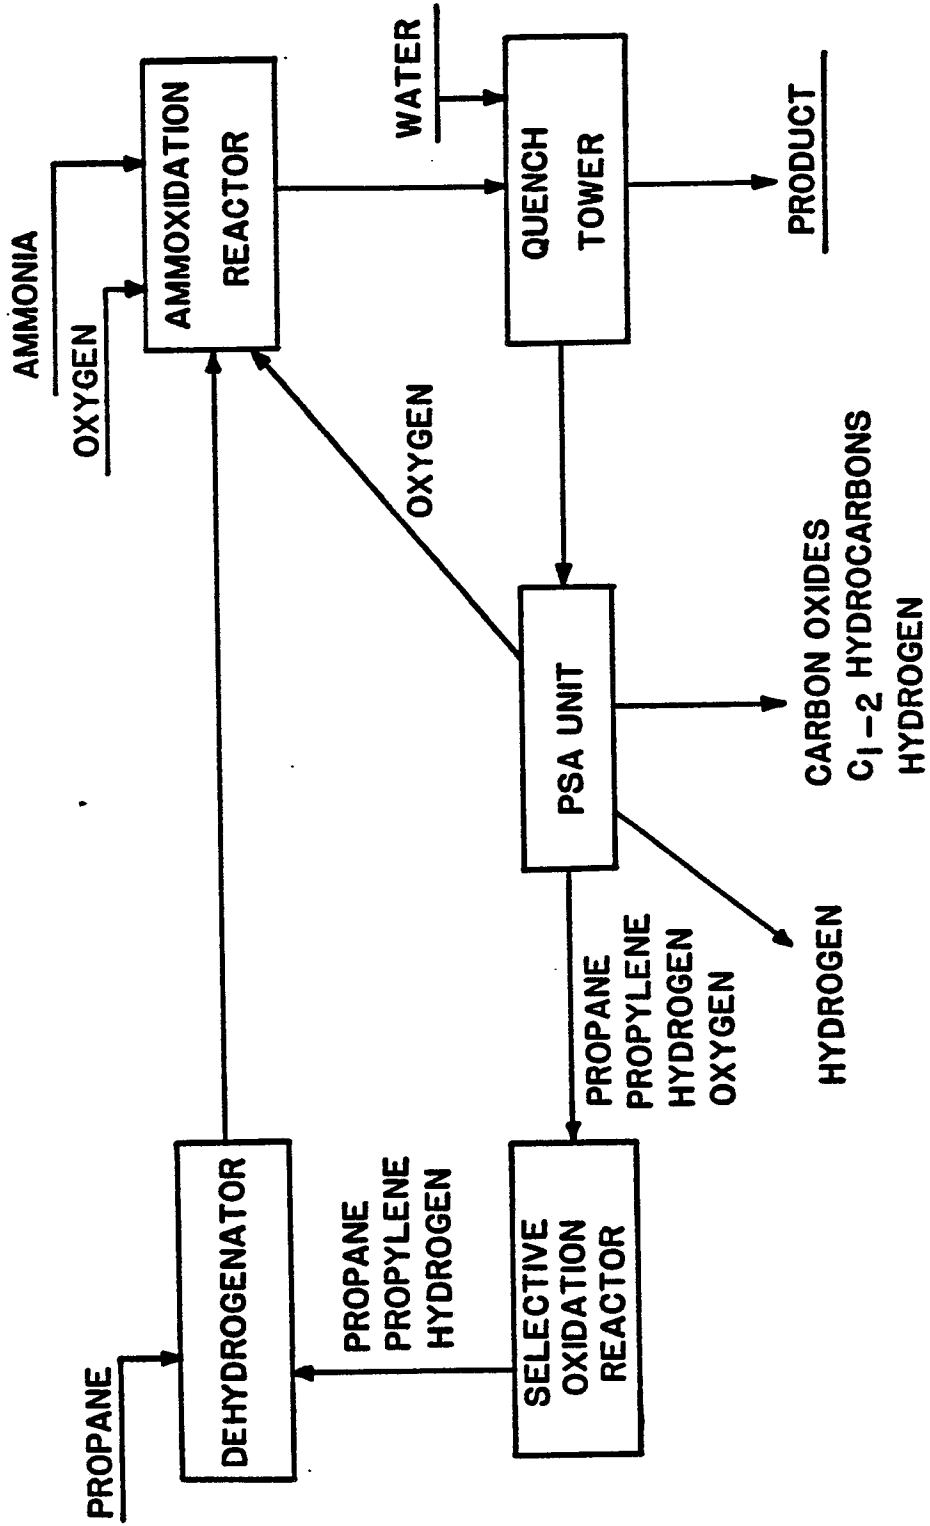 AMMONIA
OXYGEN
PROPANE
DEHYDROGENATOR
AMMOXIDATION
REACTOR
PROPANE
PROPYLENE
HYDROGEN
OXYGEN
WATER
SELECTIVE
OXIDATION
REACTOR
PROPANE
PROPYLENE
HYDROGEN
OXYGEN
PSA UNIT
QUENCH
TOWER
HYDROGEN
CARBON OXIDES
C1-2 HYDROCARBONS
HYDROGEN
PRODUCT